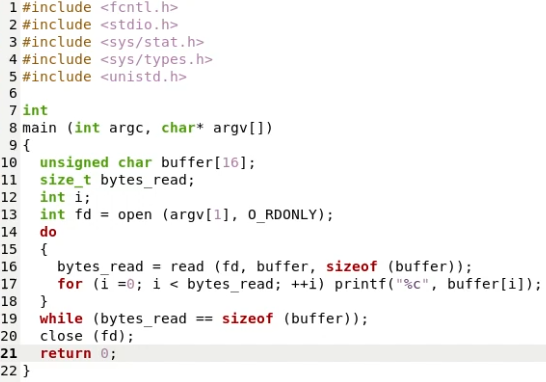 1 #include <fcntl.h>
2 #include <stdio.h>
3 #include <sys/stat.h>
4 #include <sys/types.h>
5 #include <unistd.h>
6
7 int
8 main (int argc, char* argv[])
9 {
10   unsigned char buffer[16];
11   size_t bytes_read;
12   int i;
13   int fd = open (argv[1], O_RDONLY);
14   do
15   {
16     bytes_read = read (fd, buffer, sizeof (buffer));
17     for (i =0; i < bytes_read; ++i) printf("%c", buffer[i]);
18   }
19   while (bytes_read == sizeof (buffer));
20   close (fd);
21   return 0;
22 }